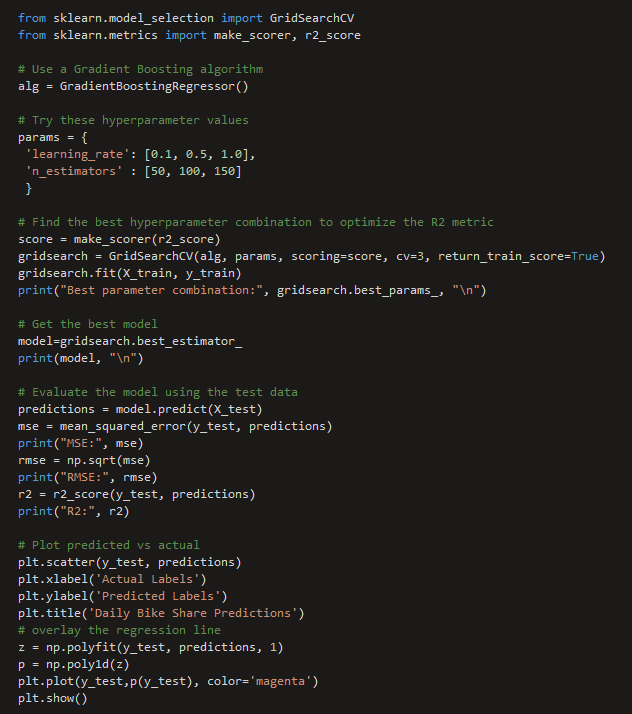 from sklearn.model_selection import GridSearchCV
from sklearn.metrics import make_scorer, r2_score

# Use a Gradient Boosting algorithm
alg = GradientBoostingRegressor()

# Try these hyperparameter values
params = {
 'learning_rate': [0.1, 0.5, 1.0],
 'n_estimators' : [50, 100, 150]
 }

# Find the best hyperparameter combination to optimize the R2 metric
score = make_scorer(r2_score)
gridsearch = GridSearchCV(alg, params, scoring=score, cv=3, return_train_score=True)
gridsearch.fit(X_train, y_train)
print("Best parameter combination:", gridsearch.best_params_, "\n")

# Get the best model
model=gridsearch.best_estimator_
print(model, "\n")

# Evaluate the model using the test data
predictions = model.predict(X_test)
mse = mean_squared_error(y_test, predictions)
print("MSE:", mse)
rmse = np.sqrt(mse)
print("RMSE:", rmse)
r2 = r2_score(y_test, predictions)
print("R2:", r2)

# Plot predicted vs actual
plt.scatter(y_test, predictions)
plt.xlabel('Actual Labels')
plt.ylabel('Predicted Labels')
plt.title('Daily Bike Share Predictions')
# overlay the regression line
z = np.polyfit(y_test, predictions, 1)
p = np.poly1d(z)
plt.plot(y_test,p(y_test), color='magenta')
plt.show()